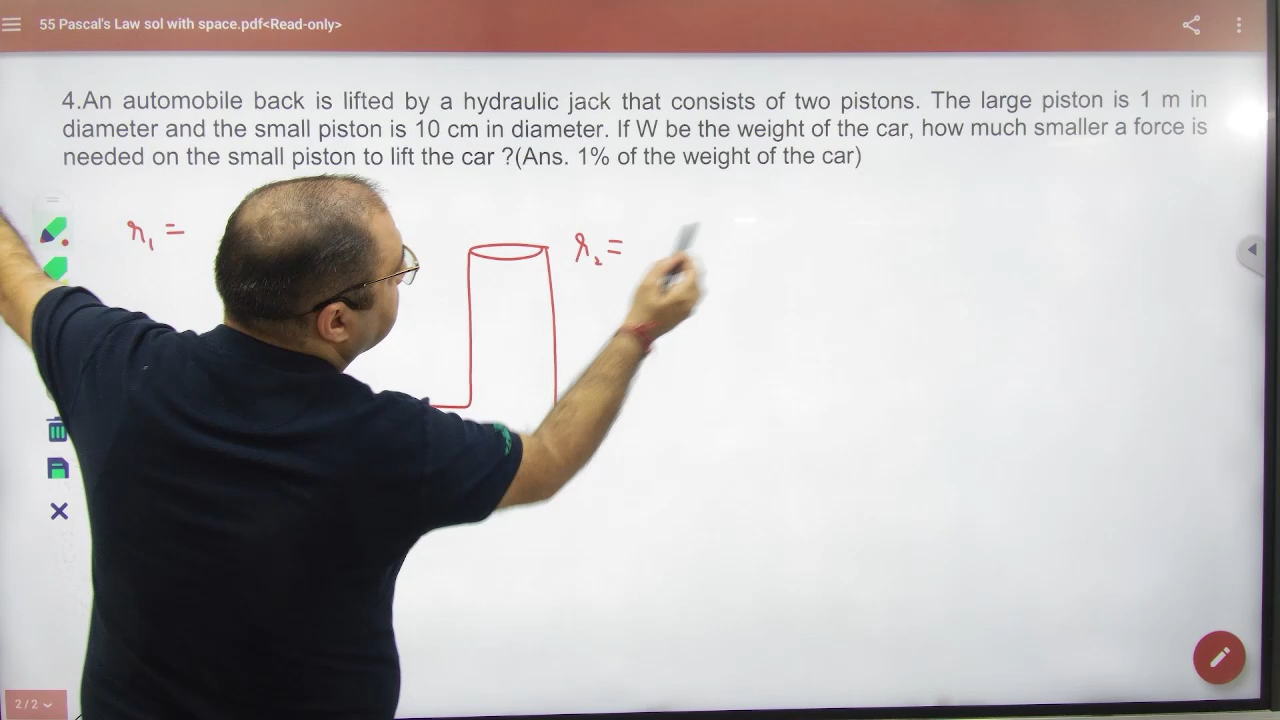 55 Pascal's Law sol with space.pdf<Read-only>
4.An automobile back is lifted by a hydraulic jack that consists of two pistons. The large piston is 1 m in
diameter and the small piston is 10 cm in diameter. If W be the weight of the car, how much smaller a force is
needed on the small piston to lift the car ?(Ans. 1% of the weight of the car)
r₁ =
r₂ =
2/2